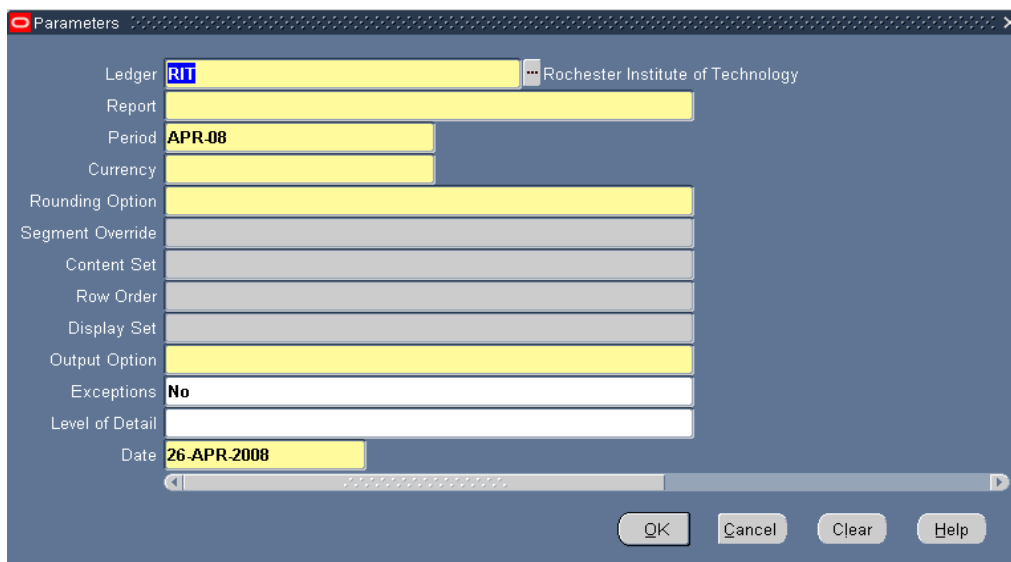 Parameters
Ledger RIT ... Rochester Institute of Technology
Report
Period APR-08
Currency
Rounding Option
Segment Override
Content Set
Row Order
Display Set
Output Option
Exceptions No
Level of Detail
Date 26-APR-2008
OK Cancel Clear Help